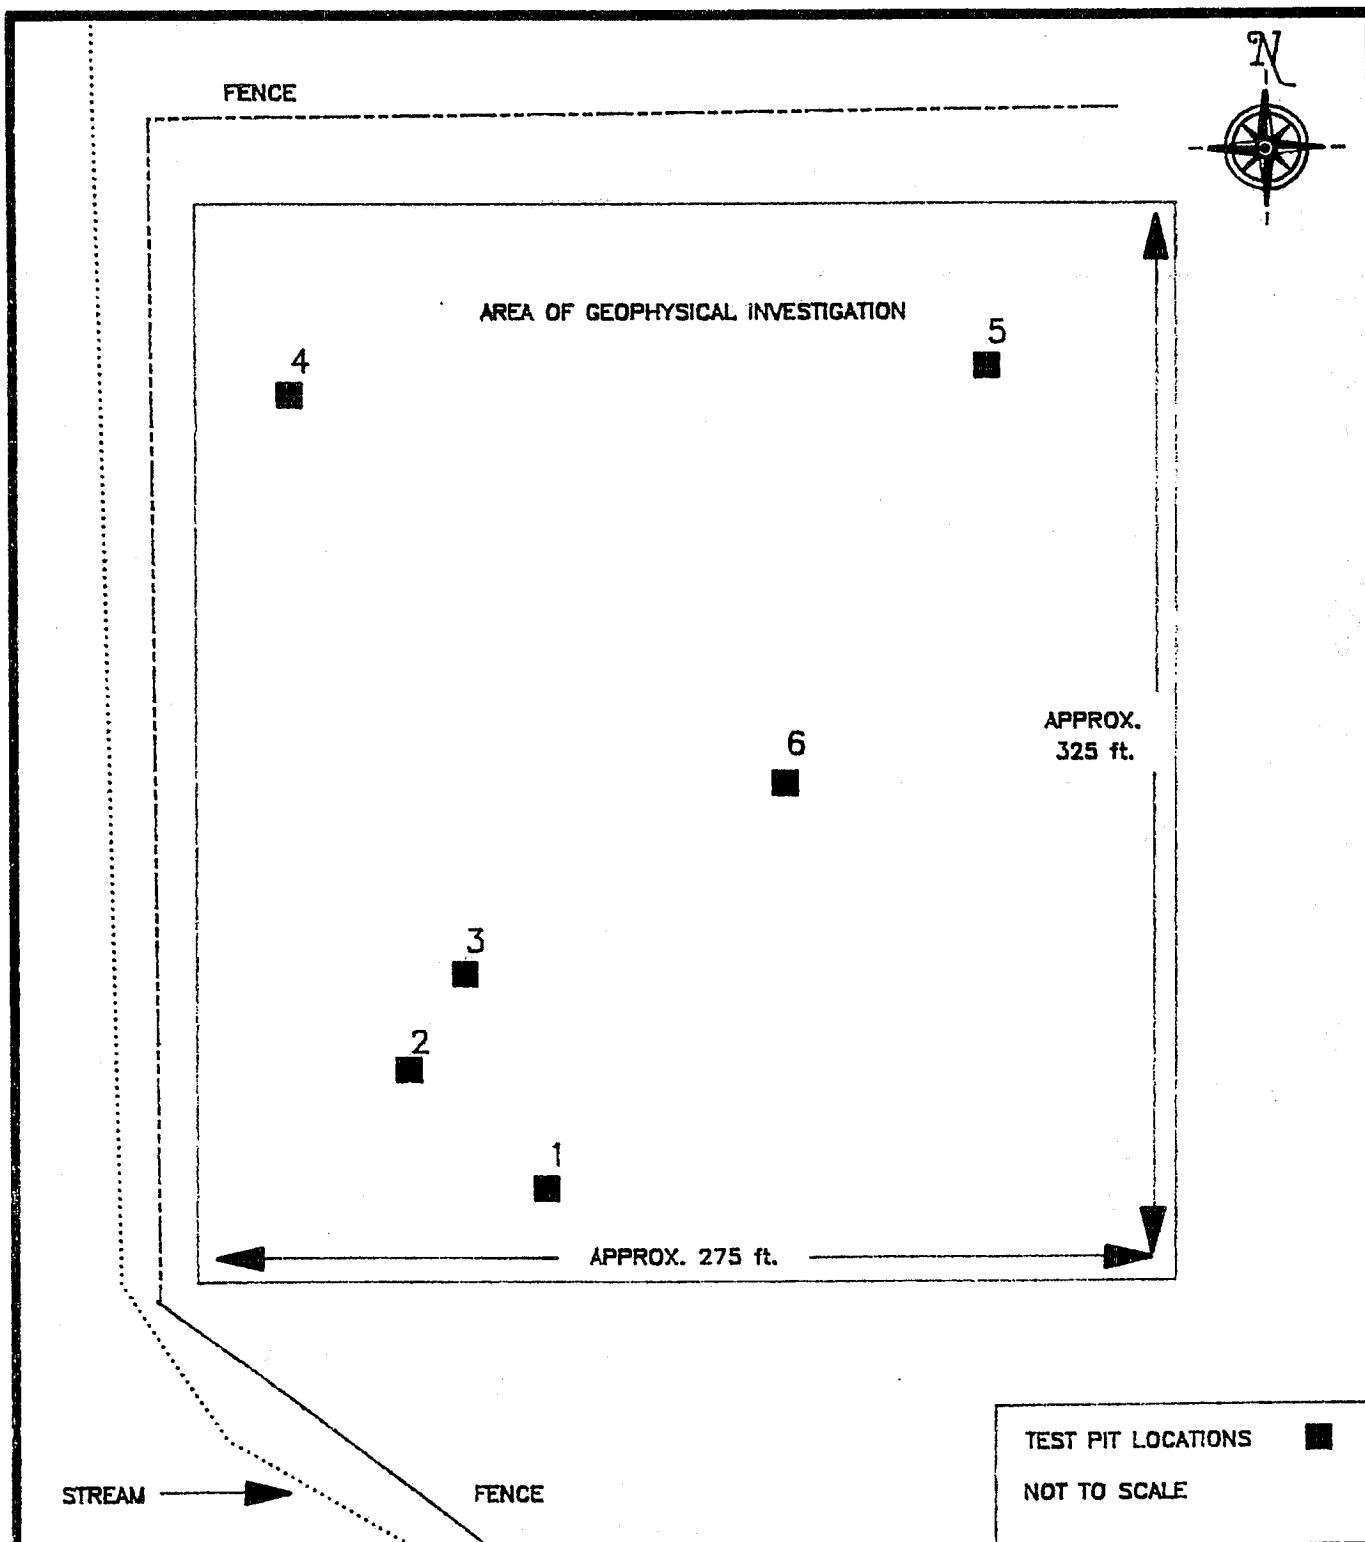 N
FENCE
AREA OF GEOPHYSICAL INVESTIGATION
5
4
APPROX.
325 ft.
6
3
2
1
APPROX. 275 ft.
TEST PIT LOCATIONS
NOT TO SCALE
STREAM
FENCE